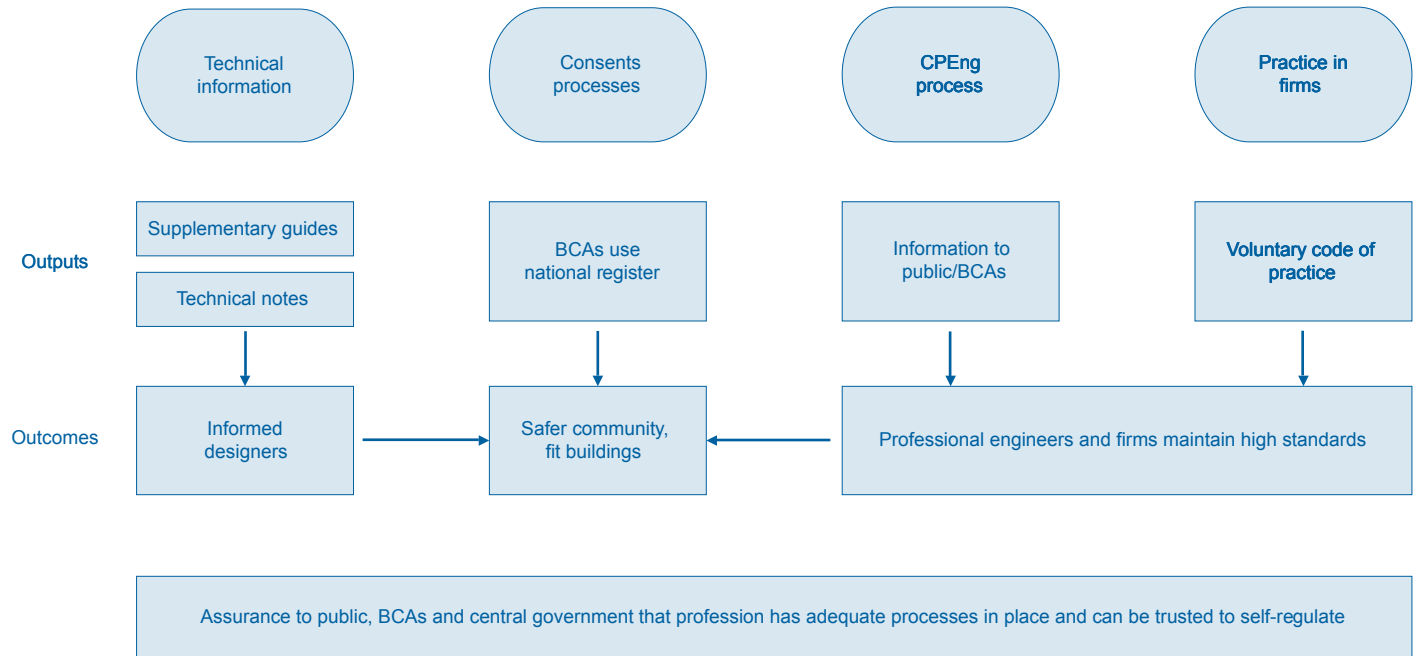 Technical
information
Consents
processes
CPEng
process
Practice in
firms
Outputs
Supplementary guides
Technical notes
BCAs use
national register
Information to
public/BCAs
Voluntary code of
practice
Outcomes
Informed
designers
Safer community,
fit buildings
Professional engineers and firms maintain high standards
Assurance to public, BCAs and central government that profession has adequate processes in place and can be trusted to self-regulate